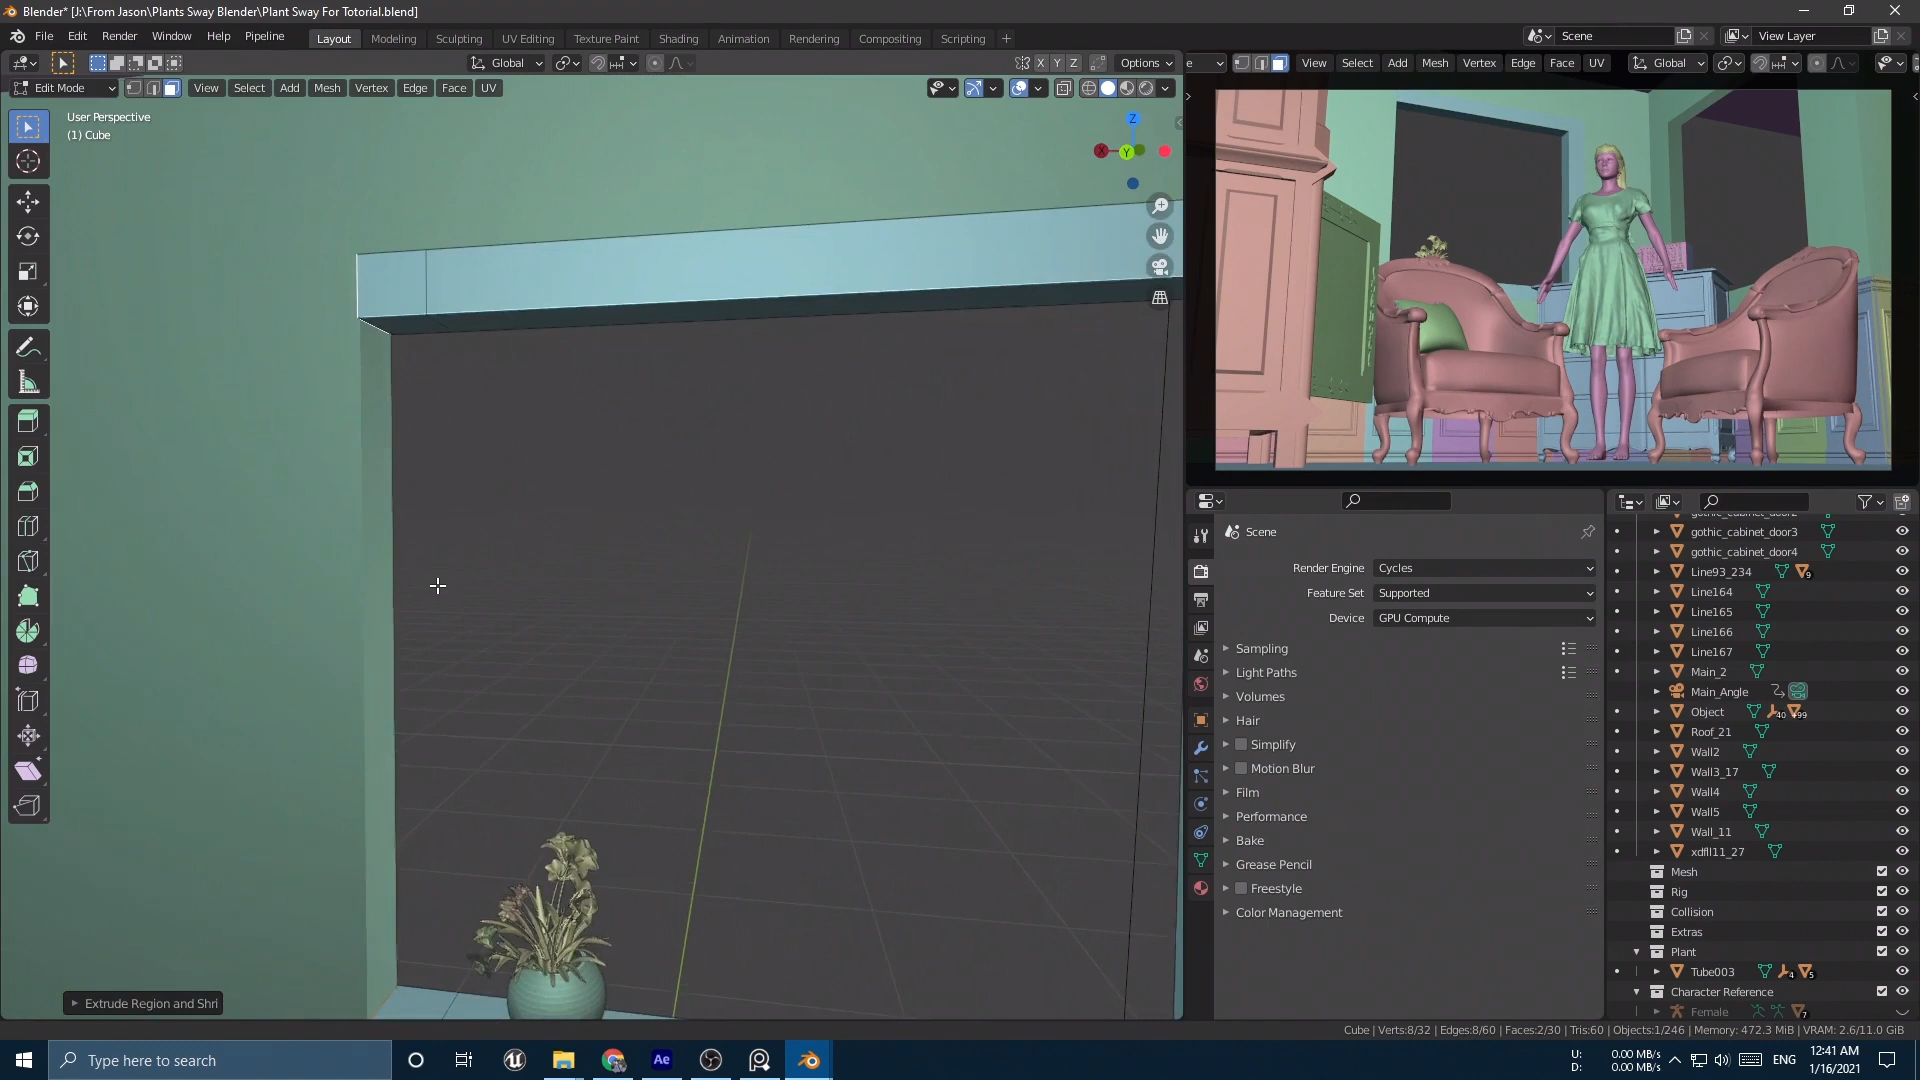 Blender* [J:\From Jason\Plants Sway Blender\Plant Sway For Totorial.blend]
File Edit Render Window Help Pipeline
Layout Modeling Sculpting UV Editing Texture Paint Shading Animation Rendering Compositing Scripting +
Scene
View Layer
Global
X Y Z
Options
e
View Select Add Mesh Vertex Edge Face UV
Global
Edit Mode
View Select Add Mesh Vertex Edge Face UV
User Perspective
(1) Cube
Z
X
Y
Scene
Render Engine Cycles
Feature Set Supported
Device GPU Compute
Sampling
Light Paths
Volumes
Hair
Simplify
Motion Blur
Film
Performance
Bake
Grease Pencil
Freestyle
Color Management
gothic_cabinet_door2
gothic_cabinet_door3
gothic_cabinet_door4
Line93_234 9
Line164
Line165
Line166
Line167
Main_2
Main_Angle
Object 40 +99
Roof_21
Wall2
Wall3_17
Wall4
Wall5
Wall_11
xdfll11_27
Mesh
Rig
Collision
Extras
Plant
Tube003 4 5
Character Reference
Female 7
Extrude Region and Shri
Cube | Verts:8/32 | Edges:8/60 | Faces:2/30 | Tris:60 | Objects:1/246 | Memory: 472.3 MiB | VRAM: 2.6/11.0 GiB
Type here to search
Ae
U: 0.00 MB/s
D: 0.00 MB/s
ENG
12:41 AM
1/16/2021